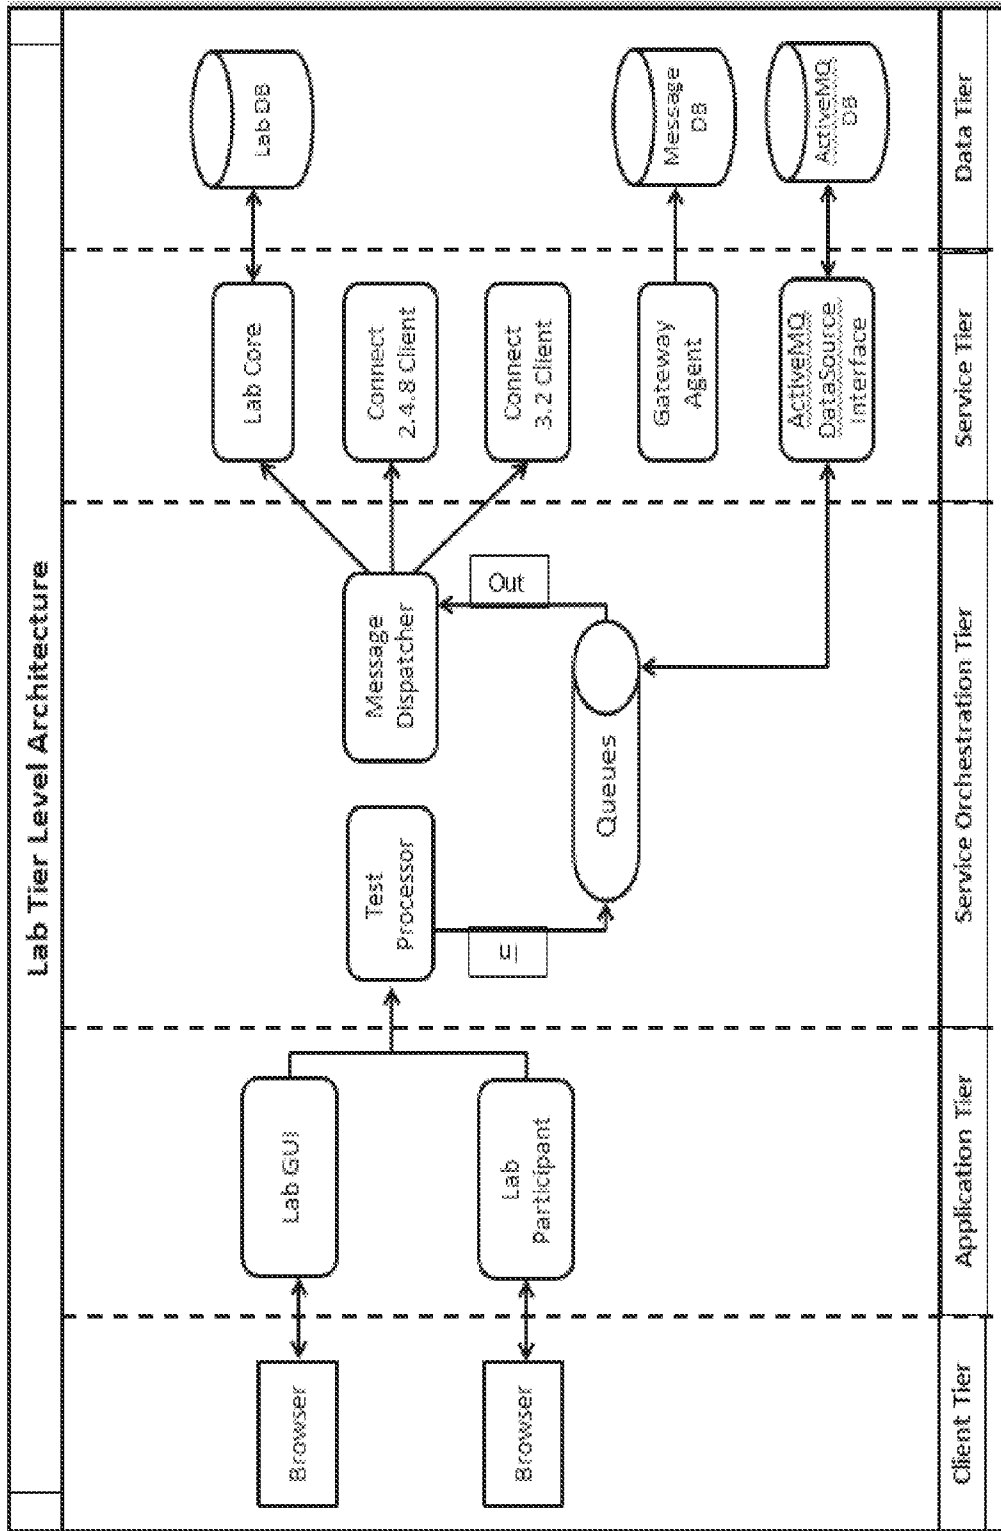 Lab Tier Level Architecture
Browser
Browser
Lab GUI
Lab
Participant
Test
Processor
In
Queues
Out
Message
Dispatcher
Lab Core
Connect
2.4.8 Client
Connect
3.2 Client
Gateway
Agent
ActiveMQ
DataSource
Interface
Lab DB
Message
DB
ActiveMQ
DB
Client Tier
Application Tier
Service Orchestration Tier
Service Tier
Data Tier